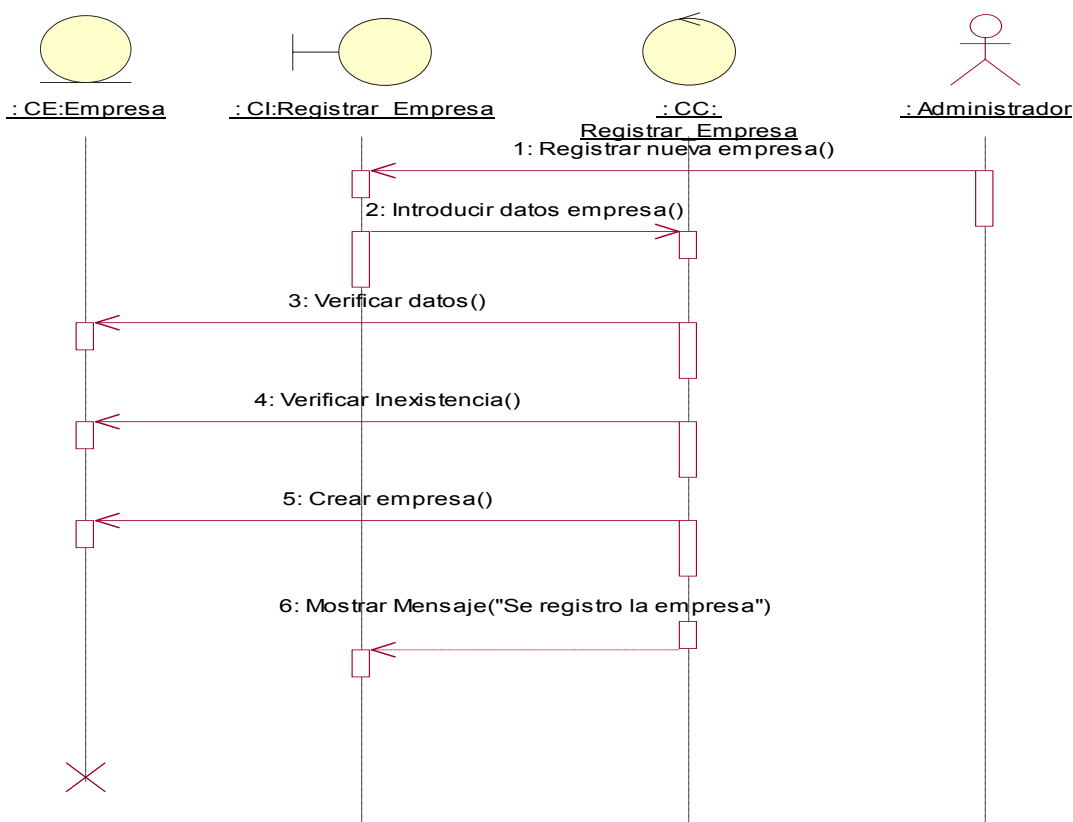 : CE:Empresa
: CI:Registrar_Empresa
: CC:
Registrar_Empresa
: Administrador
1: Registrar nueva empresa()
2: Introducir datos empresa()
3: Verificar datos()
4: Verificar Inexistencia()
5: Crear empresa()
6: Mostrar Mensaje("Se registro la empresa")